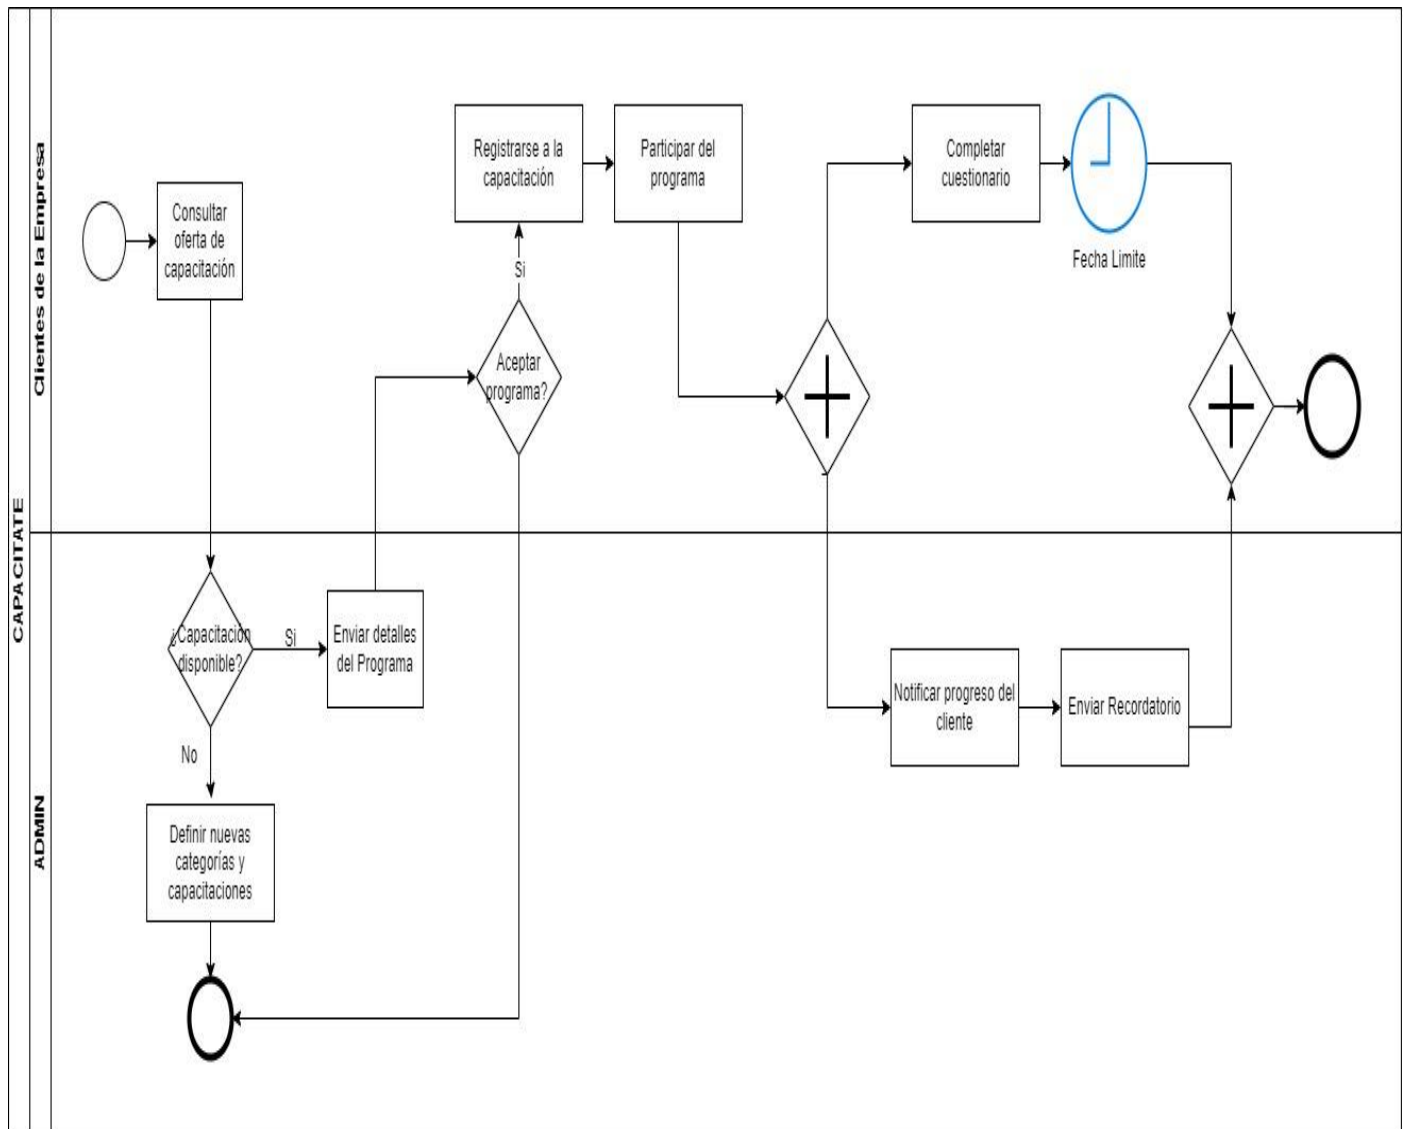 CAPACITATE
Clientes de la Empresa
Consultar
oferta de
capacitación
Registrarse a la
capacitación
Participar del
programa
Completar
cuestionario
Fecha Limite
Si
Aceptar
programa?
ADMIN
¿Capacitación
disponible?
Si
Enviar detalles
del Programa
No
Definir nuevas
categorías y
capacitaciones
Notificar progreso del
cliente
Enviar Recordatorio